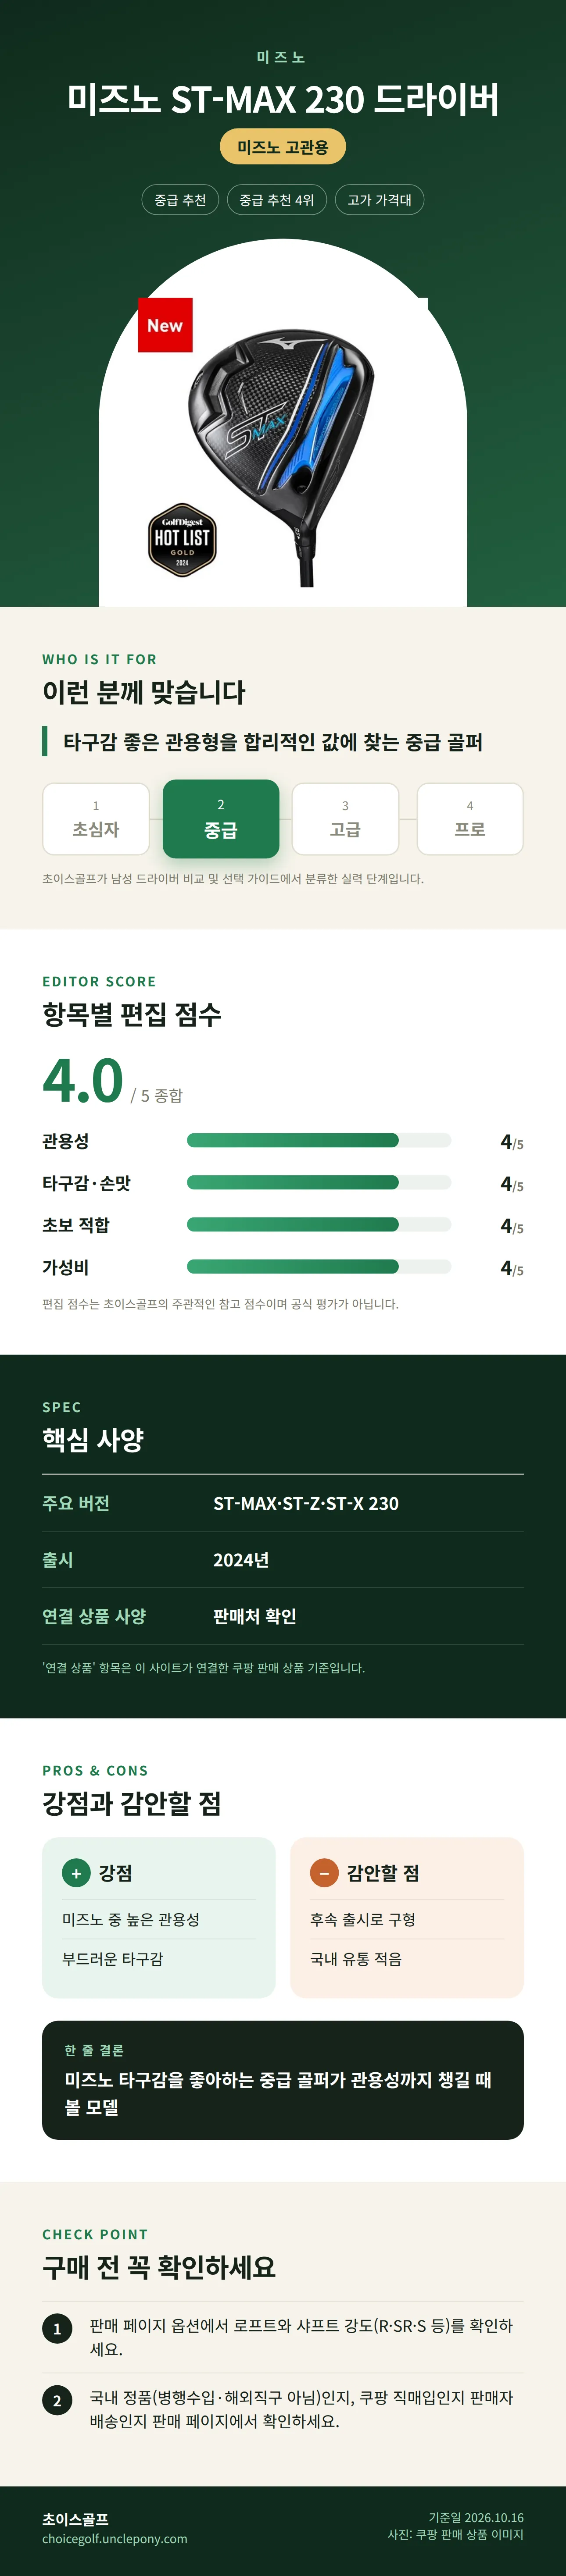 미즈노
미즈노 ST-MAX 230 드라이버
미즈노 고관용
중급 추천
중급 추천 4위
고가 가격대
New
ST MAX
GolfDigest
HOT LIST
GOLD
2024
WHO IS IT FOR
이런 분께 맞습니다
타구감 좋은 관용형을 합리적인 값에 찾는 중급 골퍼
1
초심자
2
중급
3
고급
4
프로
초이스골프가 남성 드라이버 비교 및 선택 가이드에서 분류한 실력 단계입니다.
EDITOR SCORE
항목별 편집 점수
4.0 / 5 종합
관용성 4/5
타구감·손맛 4/5
초보 적합 4/5
가성비 4/5
편집 점수는 초이스골프의 주관적인 참고 점수이며 공식 평가가 아닙니다.
SPEC
핵심 사양
주요 버전 ST-MAX·ST-Z·ST-X 230
출시 2024년
연결 상품 사양 판매처 확인
'연결 상품' 항목은 이 사이트가 연결한 쿠팡 판매 상품 기준입니다.
PROS & CONS
강점과 감안할 점
+ 강점
미즈노 중 높은 관용성
부드러운 타구감
− 감안할 점
후속 출시로 구형
국내 유통 적음
한 줄 결론
미즈노 타구감을 좋아하는 중급 골퍼가 관용성까지 챙길 때
볼 모델
CHECK POINT
구매 전 꼭 확인하세요
1 판매 페이지 옵션에서 로프트와 샤프트 강도(R·SR·S 등)를 확인하
세요.
2 국내 정품(병행수입·해외직구 아님)인지, 쿠팡 직매입인지 판매자
배송인지 판매 페이지에서 확인하세요.
초이스골프
choicegolf.unclepony.com
기준일 2026.10.16
사진: 쿠팡 판매 상품 이미지